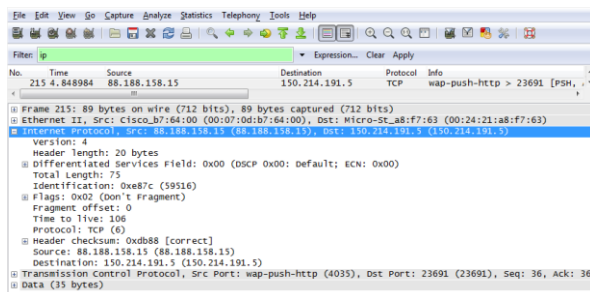 File Edit View Go Capture Analyze Statistics Telephony Tools Help
Filter: ip Expression... Clear Apply
No. Time Source Destination Protocol Info
215 4.848984 88.188.158.15 150.214.191.5 TCP wap-push-http > 23691 [PSH,
Frame 215: 89 bytes on wire (712 bits), 89 bytes captured (712 bits)
Ethernet II, Src: Cisco_b7:64:00 (00:07:0d:b7:64:00), Dst: Micro-St_a8:f7:63 (00:24:21:a8:f7:63)
Internet Protocol, Src: 88.188.158.15 (88.188.158.15), Dst: 150.214.191.5 (150.214.191.5)
Version: 4
Header length: 20 bytes
Differentiated Services Field: 0x00 (DSCP 0x00: Default; ECN: 0x00)
Total Length: 75
Identification: 0xe87c (59516)
Flags: 0x02 (Don't Fragment)
Fragment offset: 0
Time to live: 106
Protocol: TCP (6)
Header checksum: 0xdb88 [correct]
Source: 88.188.158.15 (88.188.158.15)
Destination: 150.214.191.5 (150.214.191.5)
Transmission Control Protocol, Src Port: wap-push-http (4035), Dst Port: 23691 (23691), Seq: 36, Ack: 36
Data (35 bytes)